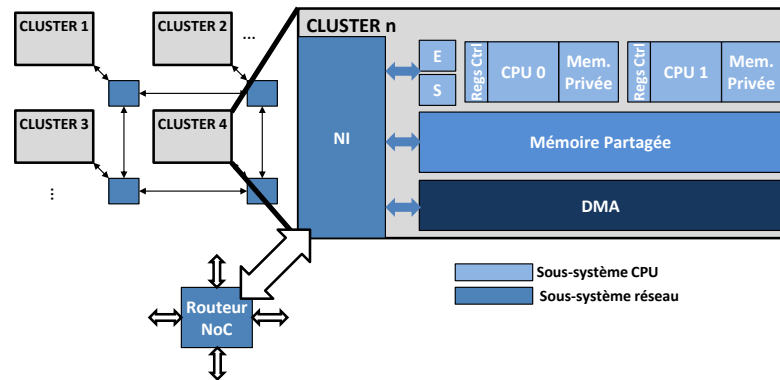 CLUSTER 1
CLUSTER 2
...
CLUSTER 3
CLUSTER 4
...
CLUSTER n
NI
E
S
Regs Ctrl
CPU 0
Mem.
Privée
Regs Ctrl
CPU 1
Mem.
Privée
Mémoire Partagée
DMA
Routeur
NoC
Sous-système CPU
Sous-système réseau